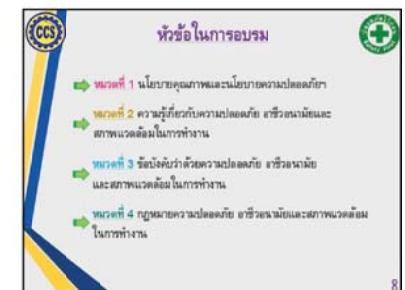 CCS
หัวข้อในการอบรม
หมวดที่ 1 นโยบายคุณภาพและนโยบายความปลอดภัยฯ
หมวดที่ 2 ความรู้เกี่ยวกับความปลอดภัย อาชีวอนามัยและ
สภาพแวดล้อมในการทำงาน
หมวดที่ 3 ข้อบังคับว่าด้วยความปลอดภัย อาชีวอนามัย
และสภาพแวดล้อมในการทำงาน
หมวดที่ 4 กฎหมายความปลอดภัย อาชีวอนามัยและสภาพแวดล้อม
ในการทำงาน
8